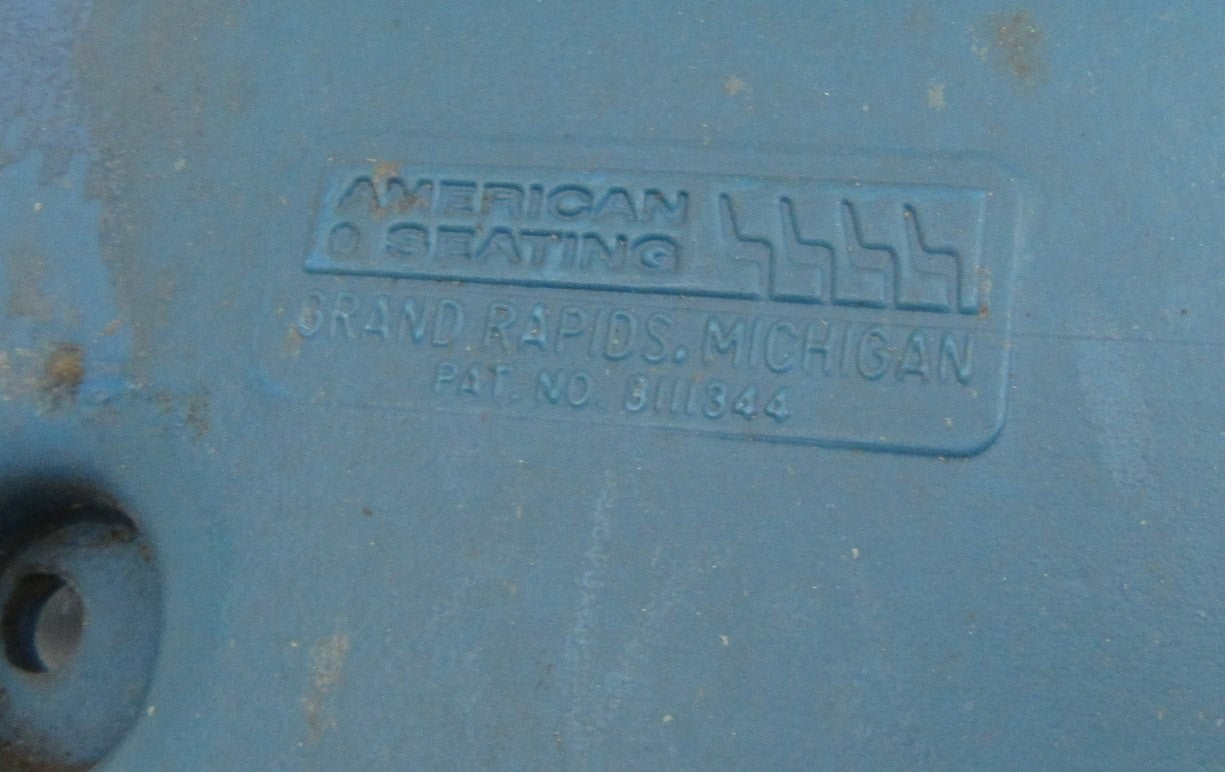 AMERICAN
SEATING
GRAND RAPIDS, MICHIGAN
PAT. NO. 3111344